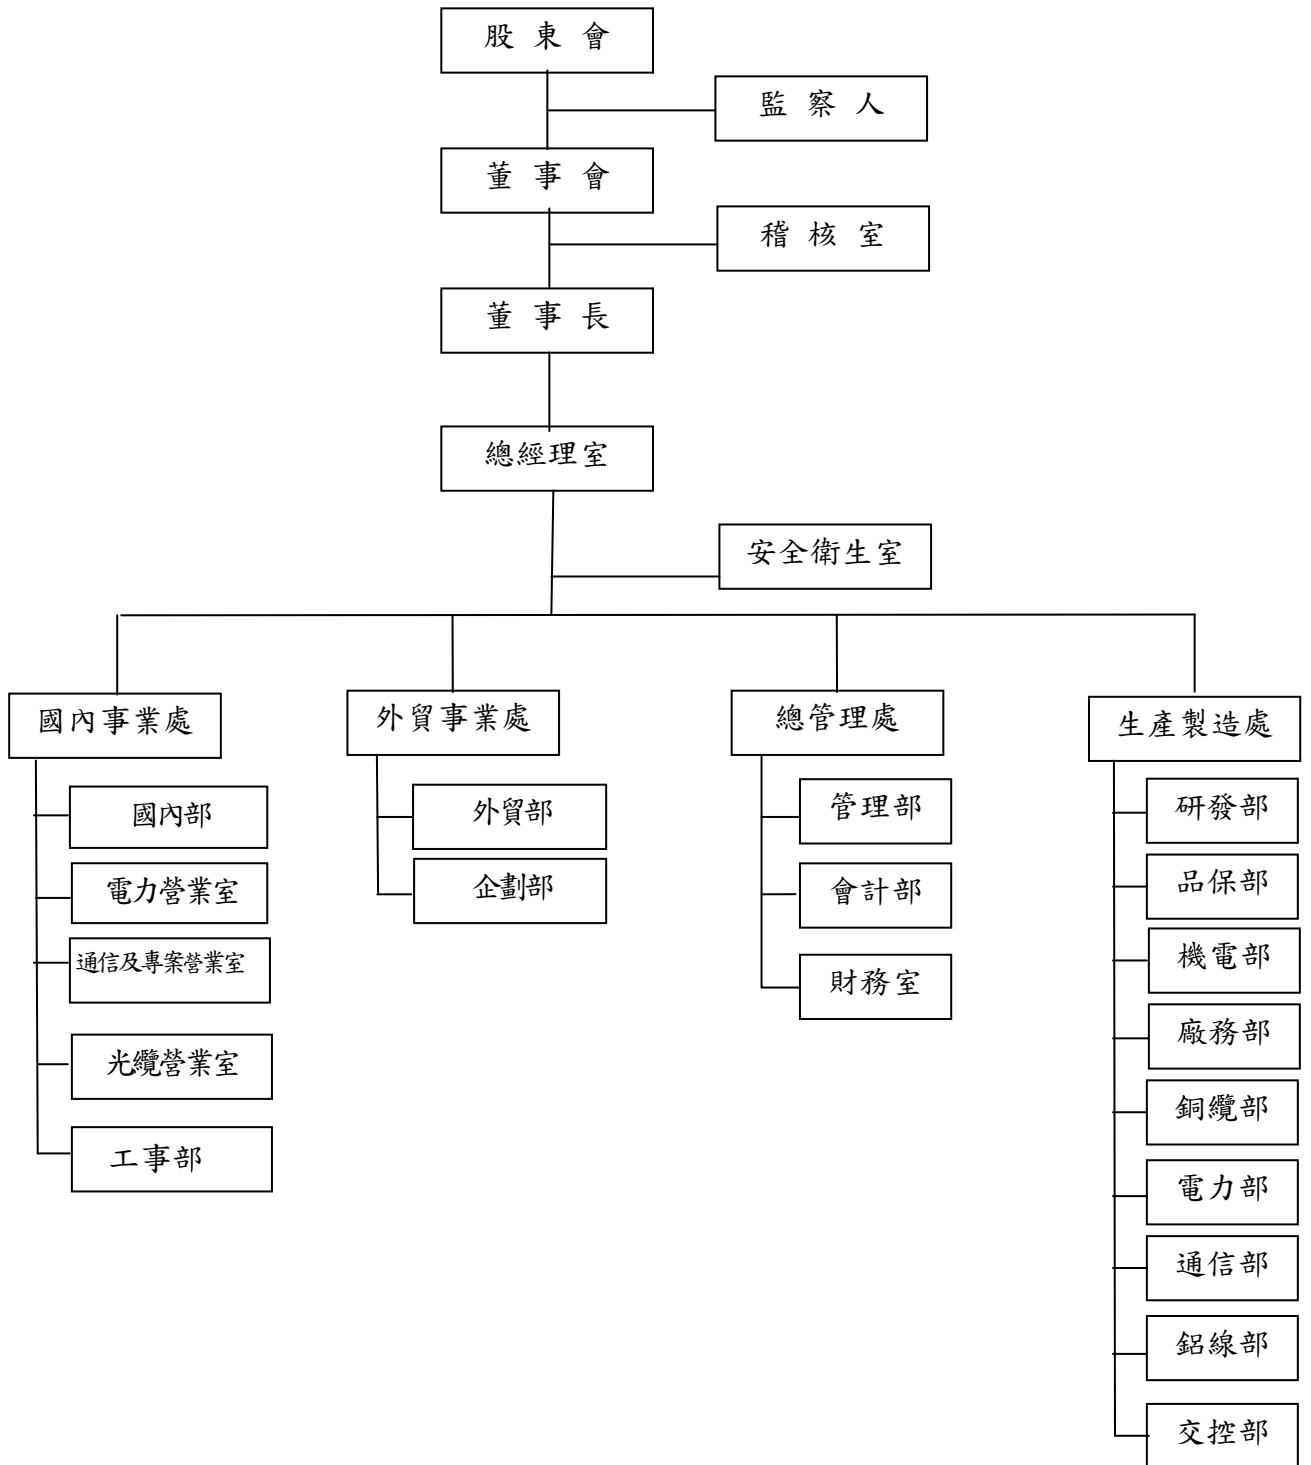 股東會
監察人
董事會
稽核室
董事長
總經理室
安全衛生室
國內事業處
國內部
電力營業室
通信及專案營業室
光纜營業室
工事部
外貿事業處
外貿部
企劃部
總管理處
管理部
會計部
財務室
生產製造處
研發部
品保部
機電部
廠務部
銅纜部
電力部
通信部
鋁線部
交控部